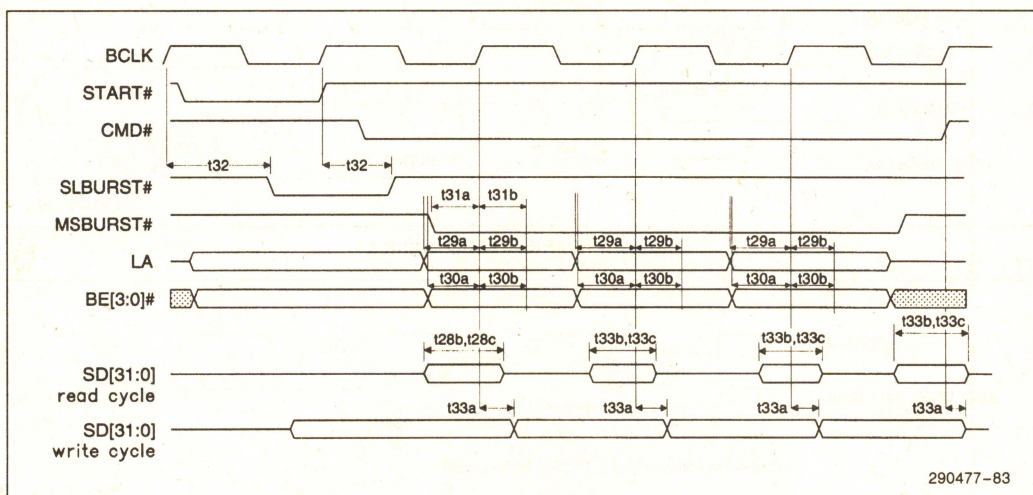 BCLK
START#
CMD#
t32 t32
SLBURST#
t31a t31b
MSBURST#
t29a t29b t29a t29b t29a t29b
LA
t30a t30b t30a t30b t30a t30b
BE[3:0]#
t28b,t28c t33b,t33c t33b,t33c t33b,t33c
SD[31:0]
read cycle
t33a t33a t33a t33a
SD[31:0]
write cycle
290477-83